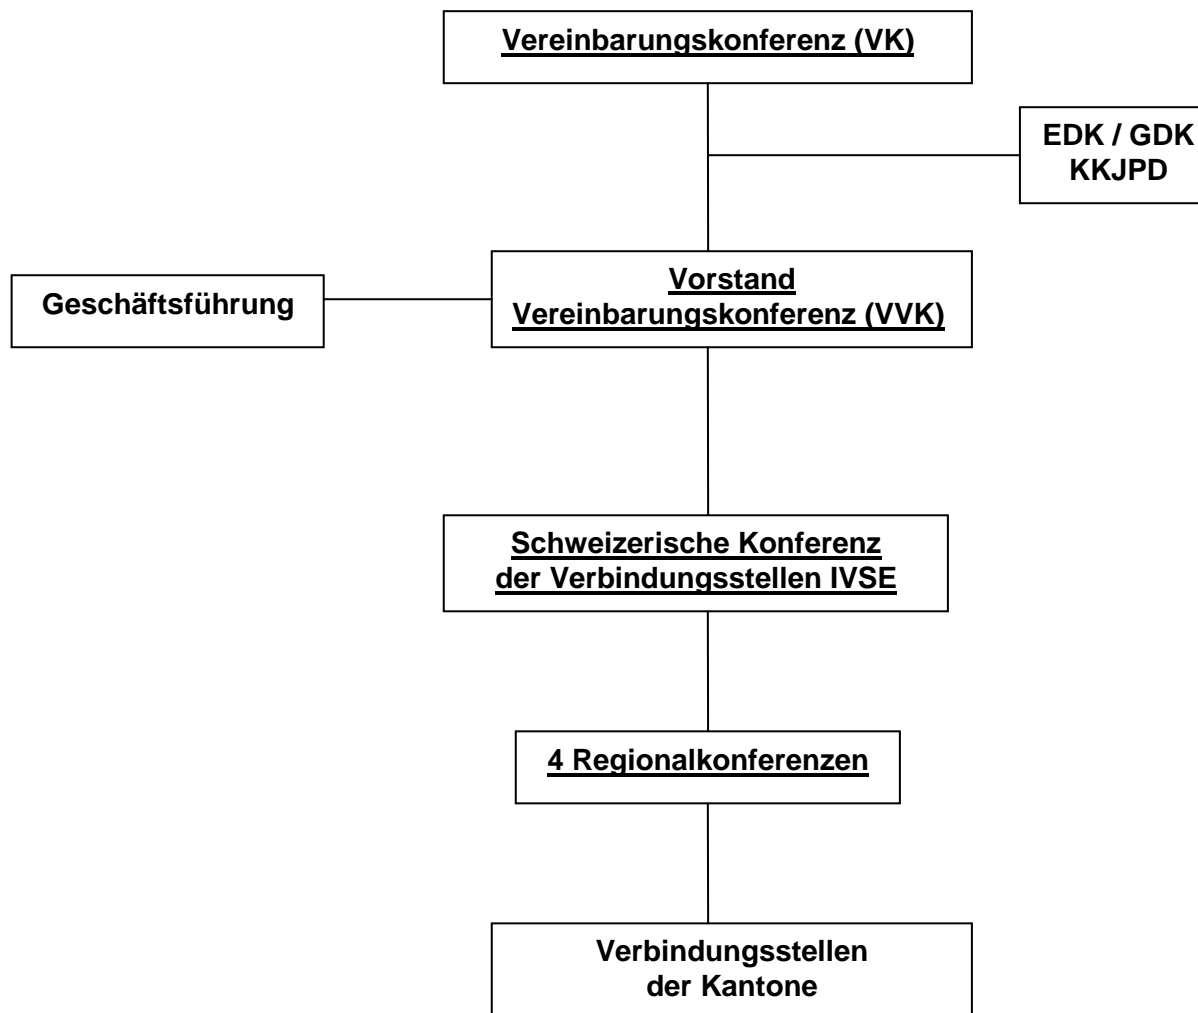 Vereinbarungskonferenz (VK)
EDK / GDK
KKJPD
Geschäftsführung
Vorstand
Vereinbarungskonferenz (VVK)
Schweizerische Konferenz
der Verbindungsstellen IVSE
4 Regionalkonferenzen
Verbindungsstellen
der Kantone